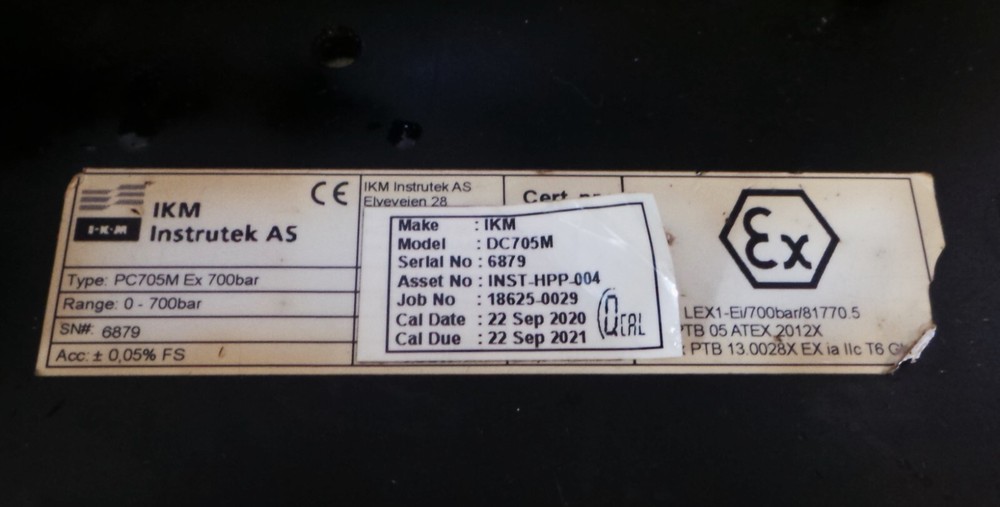 I·K·M
IKM
Instrutek AS
CE
Type: PC705M Ex 700bar
Range: 0 - 700bar
SN#: 6879
Acc: ± 0,05% FS
IKM Instrutek AS
Elveveien 28
Cert.
Make : IKM
Model : DC705M
Serial No : 6879
Asset No : INST-HPP-004
Job No : 18625-0029
Cal Date : 22 Sep 2020
Cal Due : 22 Sep 2021
QCAL
Ex
LEX1-Ei/700bar/81770.5
PTB 05 ATEX 2012X
PTB 13.0028X EX ia IIc T6